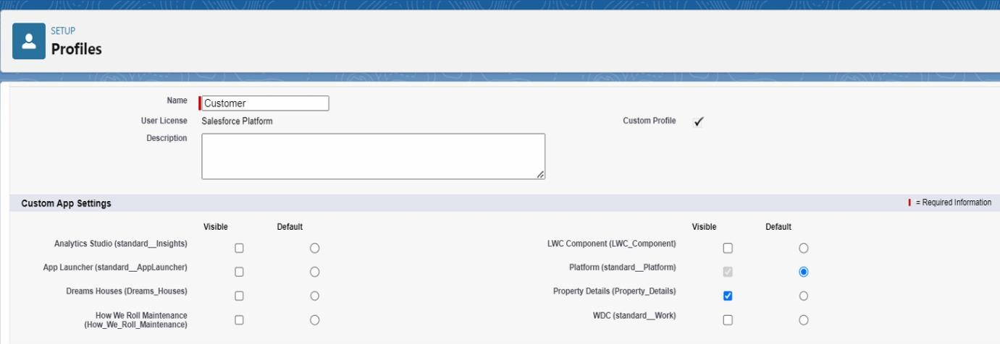 SETUP
Profiles
Name Customer
User License Salesforce Platform Custom Profile
Description
Custom App Settings = Required Information
Visible Default Visible Default
Analytics Studio (standard__Insights) LWC Component (LWC_Component)
App Launcher (standard__AppLauncher) Platform (standard__Platform)
Dreams Houses (Dreams_Houses) Property Details (Property_Details)
How We Roll Maintenance WDC (standard__Work)
(How_We_Roll_Maintenance)